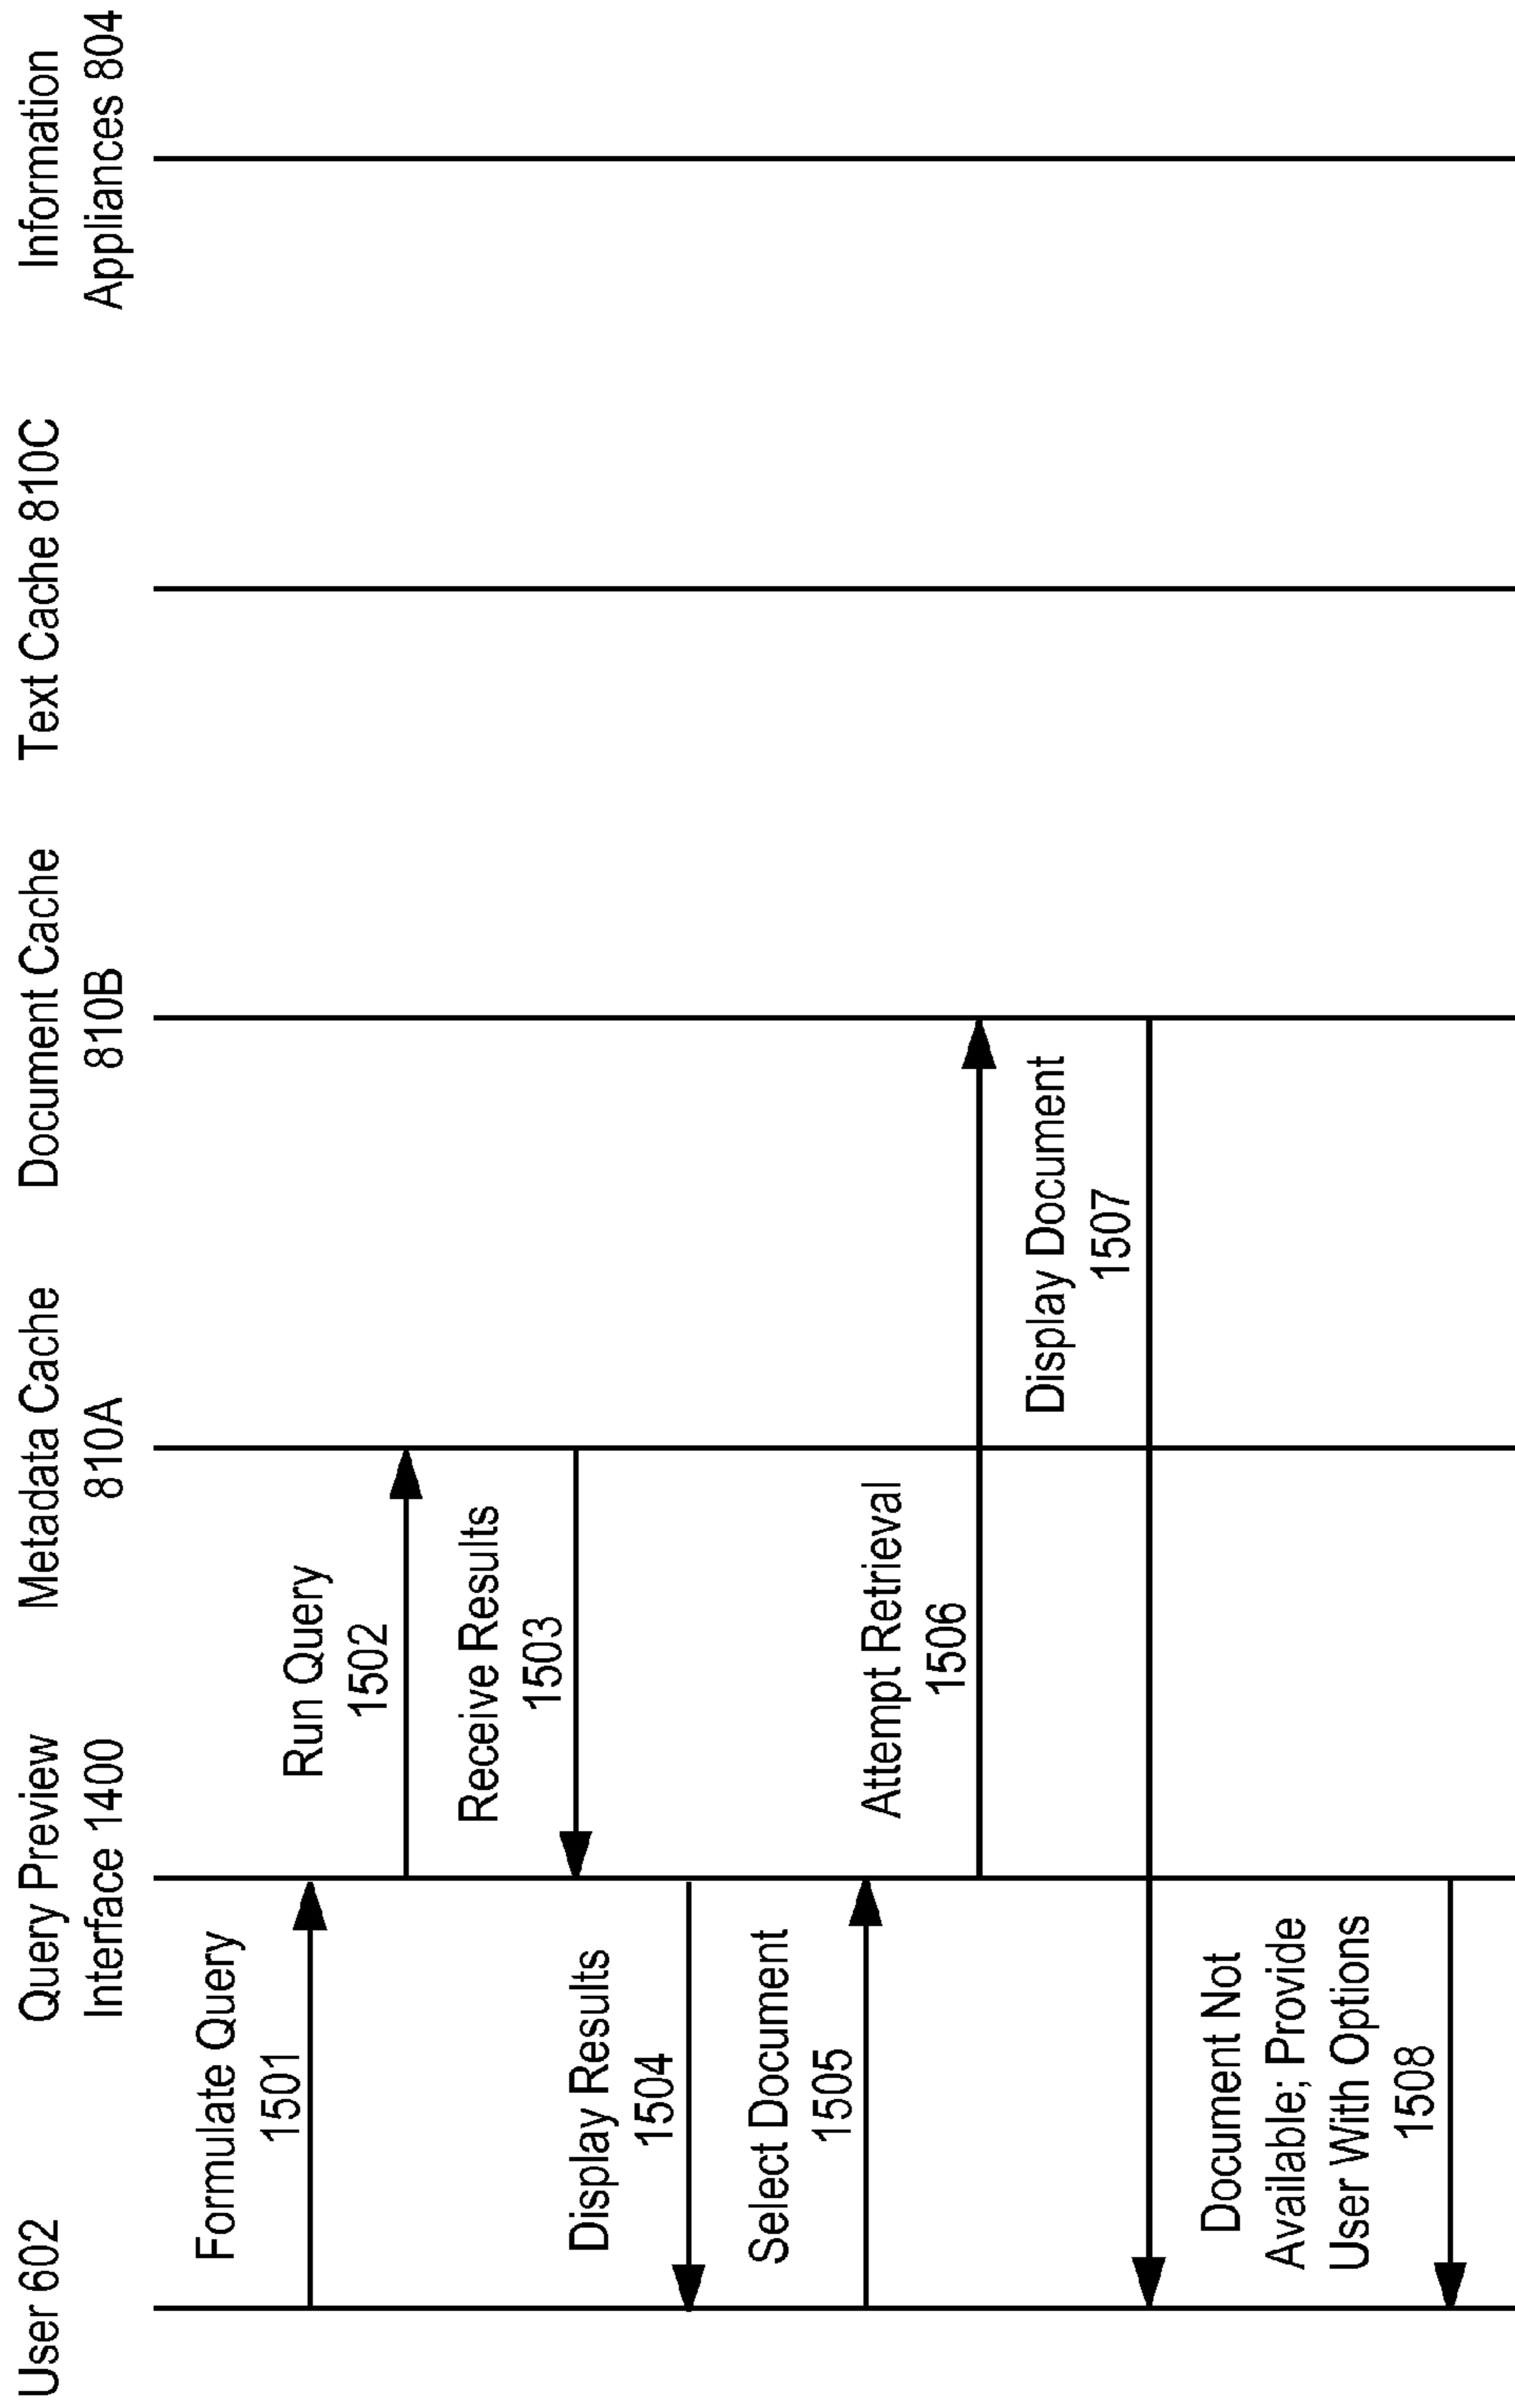 User 602
Query Preview
Interface 1400
Metadata Cache
810A
Document Cache
810B
Text Cache 810C
Information
Appliances 804
Formulate Query
1501
Run Query
1502
Receive Results
1503
Display Results
1504
Select Document
1505
Attempt Retrieval
1506
Display Document
1507
Document Not
Available; Provide
User With Options
1508